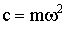 c = mω²